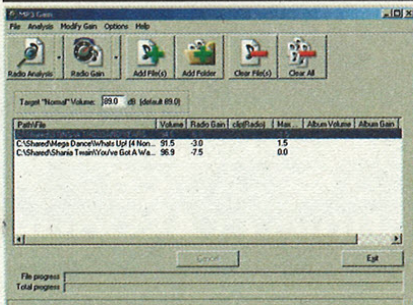 MP3 Gain
File Analysis Modify Gain Options Help
Radio Analysis Radio Gain Add File(s) Add Folder Clear File(s) Clear All
Target "Normal" Volume: 89.0 dB (default 89.0)
Path\File Volume Radio Gain clip(Radio) Max... Album Volume Album Gain
C:\Shared\Mega Dance\Whats Up! (4 Non... 91.5 -3.0 1.5
C:\Shared\Shania Twain\You've Got A Wa... 96.9 -7.5 0.0
Cancel Exit
File progress
Total progress